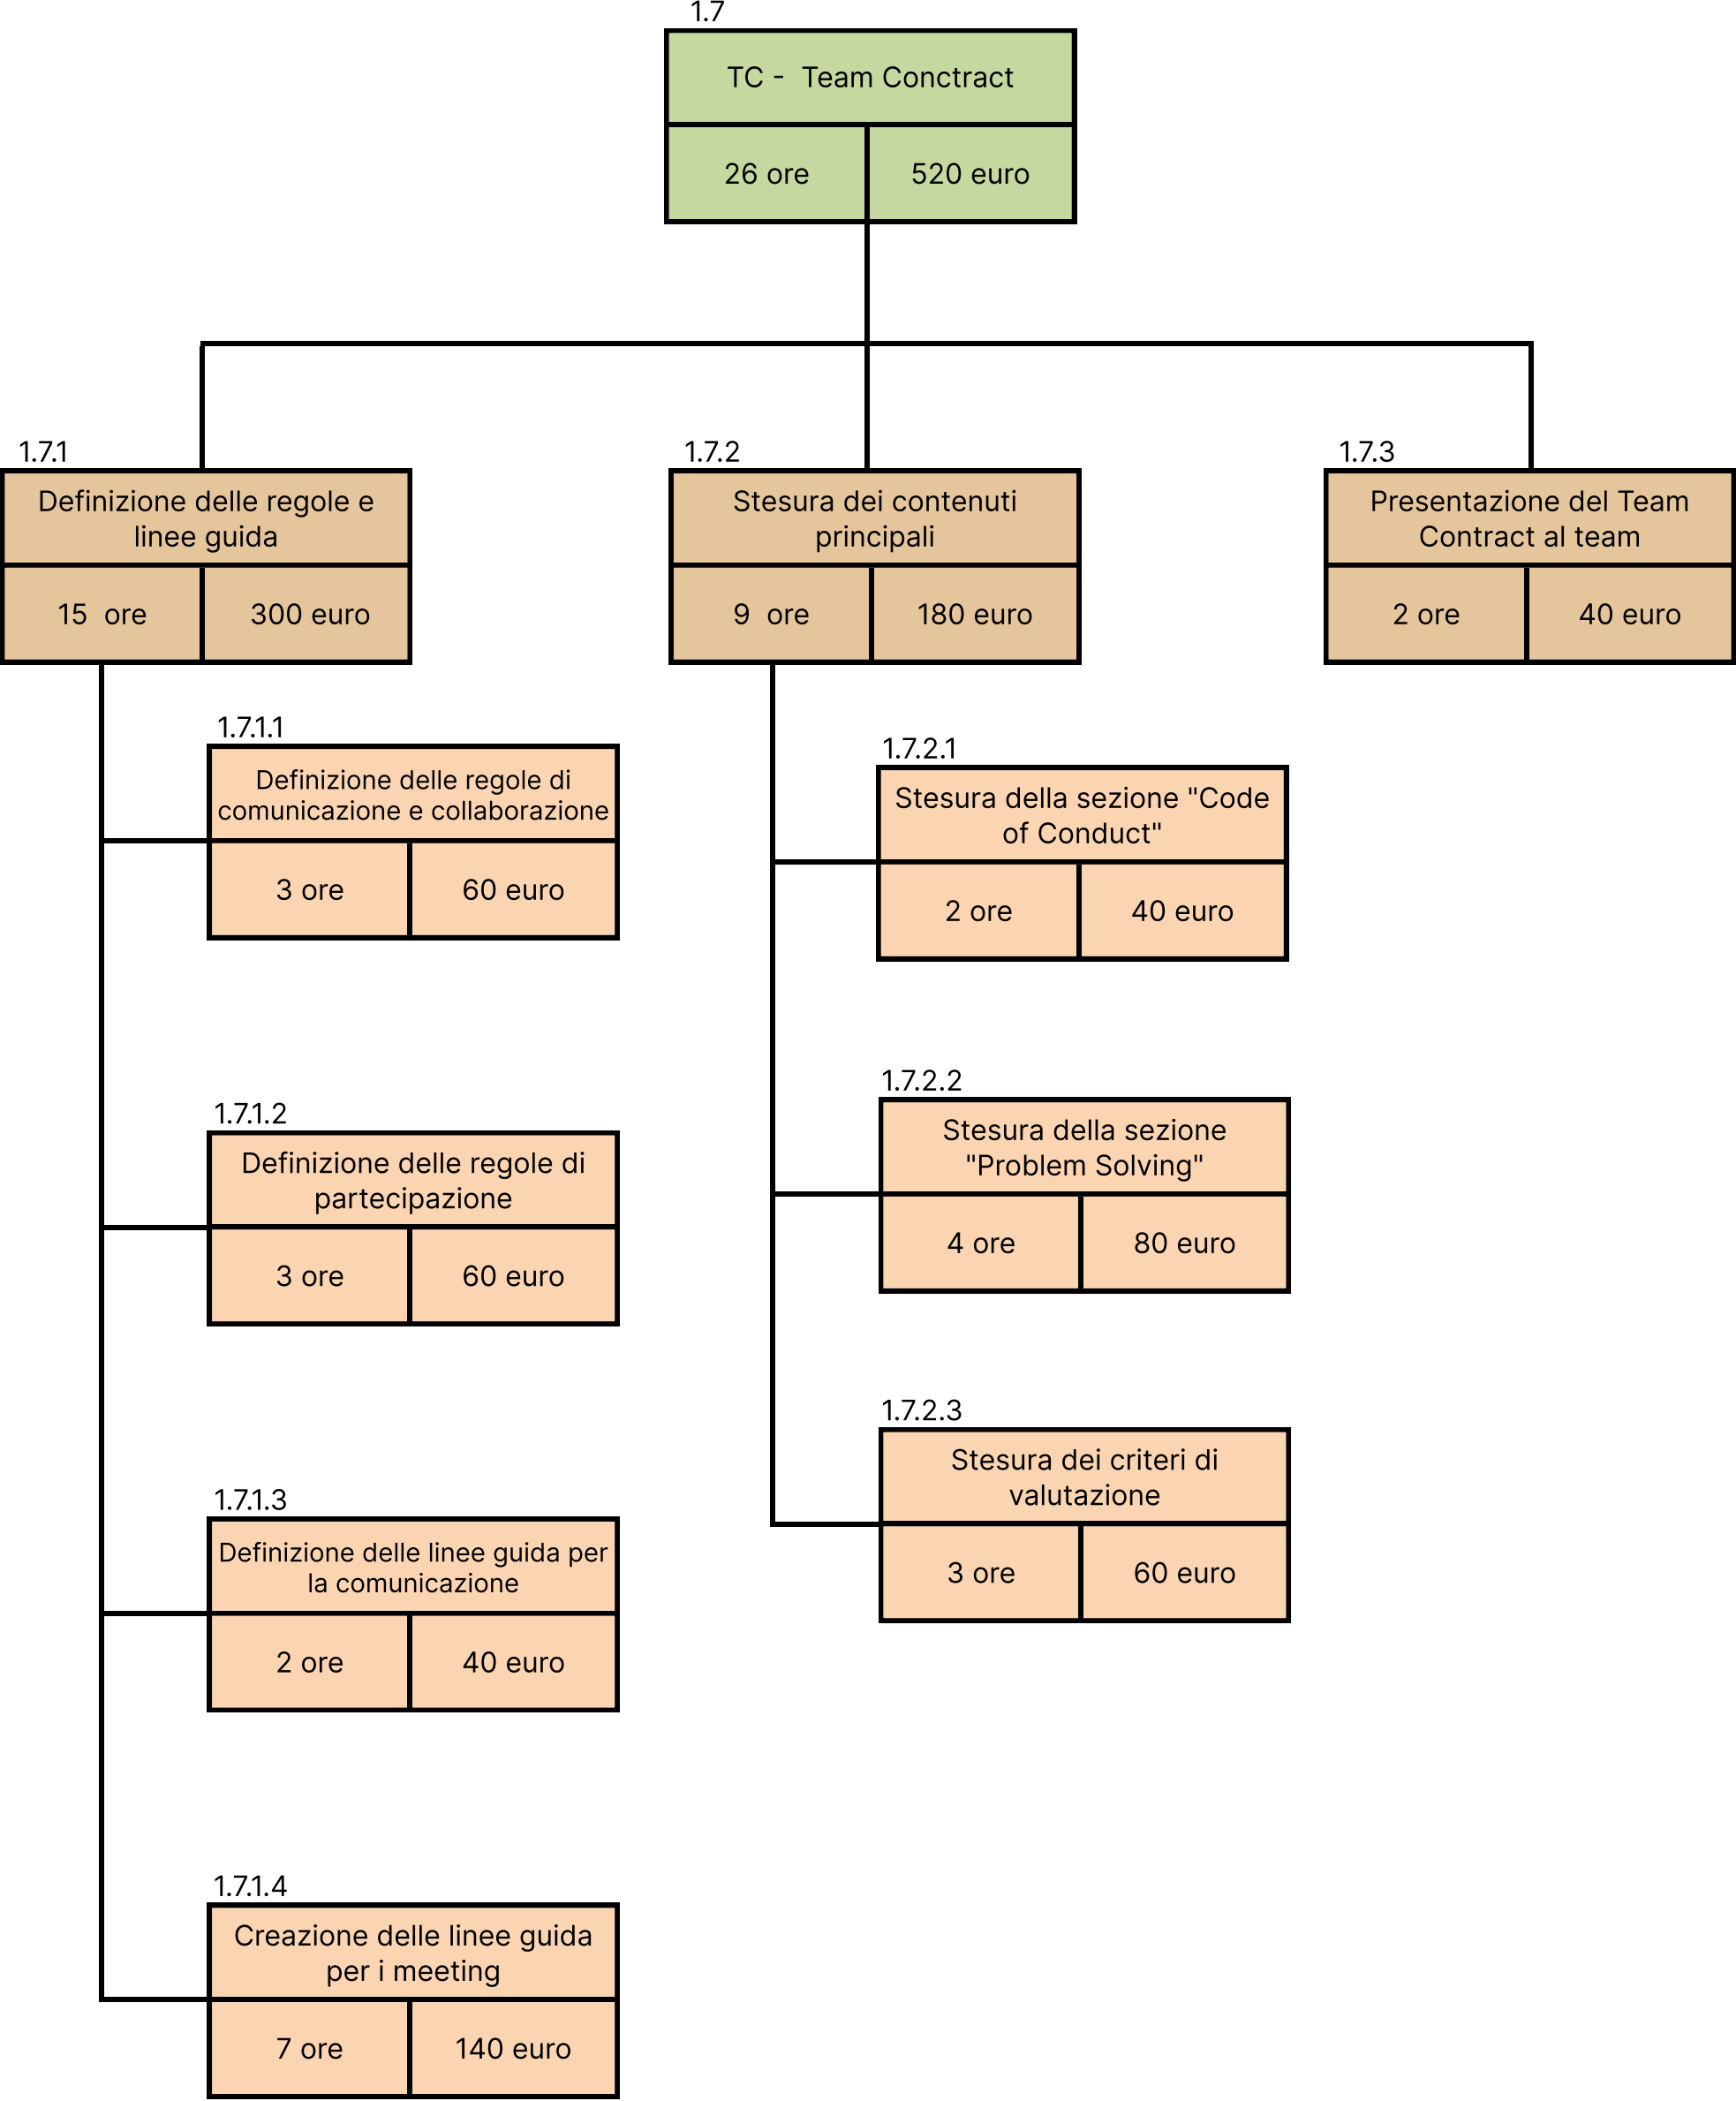 1.7
TC -  Team Conctract
26 ore
520 euro
1.7.1
Definizione delle regole e
linee guida
15  ore
300 euro
1.7.2
Stesura dei contenuti
principali
9  ore
180 euro
1.7.3
Presentazione del Team
Contract al team
2 ore
40 euro
1.7.1.1
Definizione delle regole di
comunicazione e collaborazione
3 ore
60 euro
1.7.1.2
Definizione delle regole di
partecipazione
3 ore
60 euro
1.7.1.3
Definizione delle linee guida per
la comunicazione
2 ore
40 euro
1.7.1.4
Creazione delle linee guida
per i meeting
7 ore
140 euro
1.7.2.1
Stesura della sezione "Code
of Conduct"
2 ore
40 euro
1.7.2.2
Stesura della sezione
"Problem Solving"
4 ore
80 euro
1.7.2.3
Stesura dei criteri di
valutazione
3 ore
60 euro